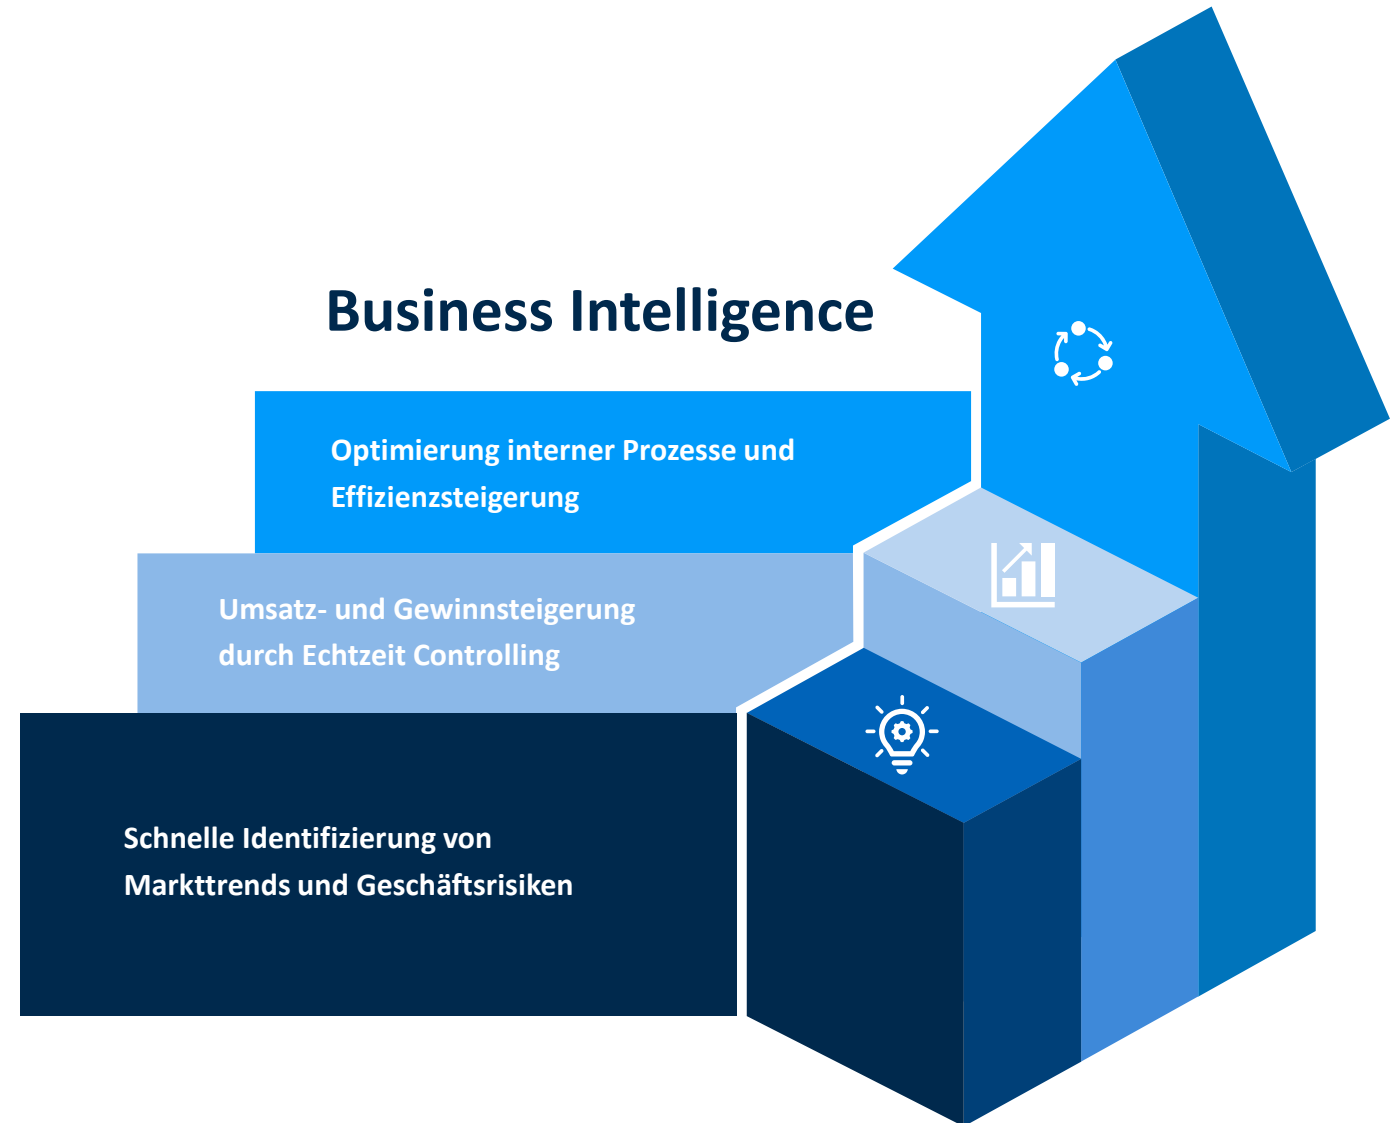 Business Intelligence
Optimierung interner Prozesse und
Effizienzsteigerung
Umsatz- und Gewinnsteigerung
durch Echtzeit Controlling
Schnelle Identifizierung von
Markttrends und Geschäftsrisiken